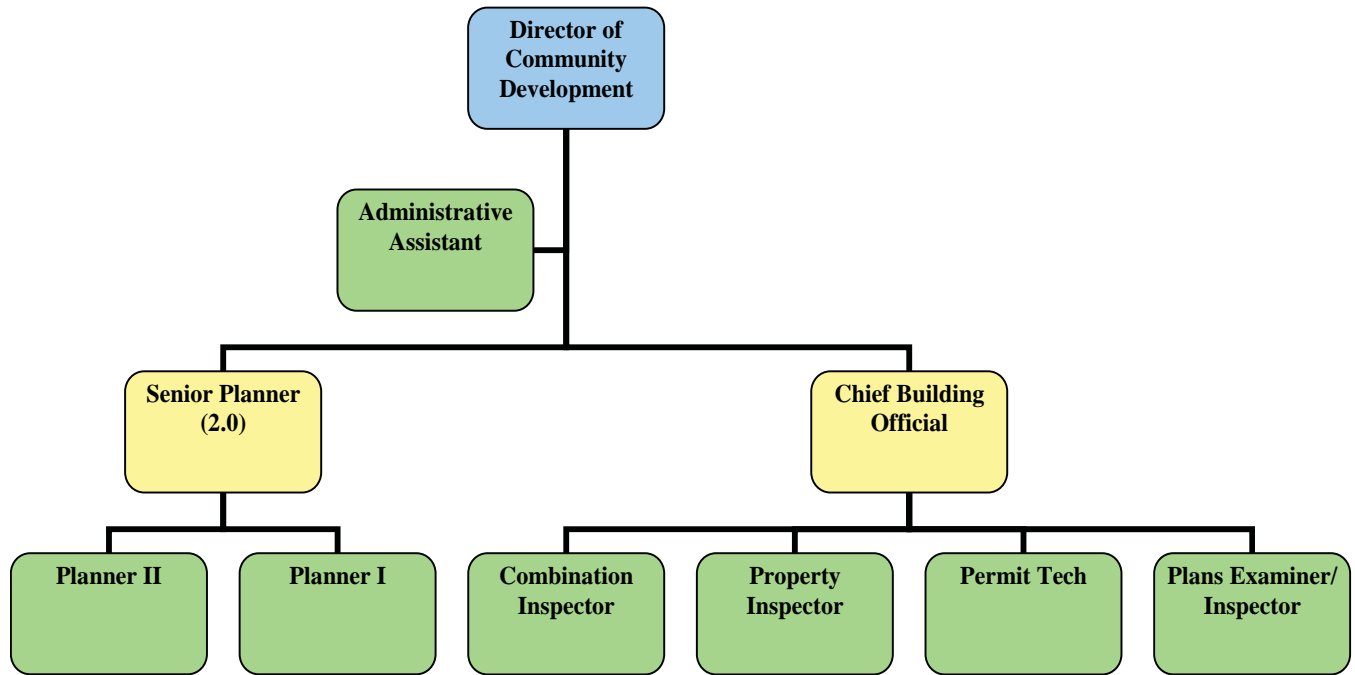 Director of
Community
Development
Administrative
Assistant
Senior Planner
(2.0)
Chief Building
Official
Planner II
Planner I
Combination
Inspector
Property
Inspector
Permit Tech
Plans Examiner/
Inspector